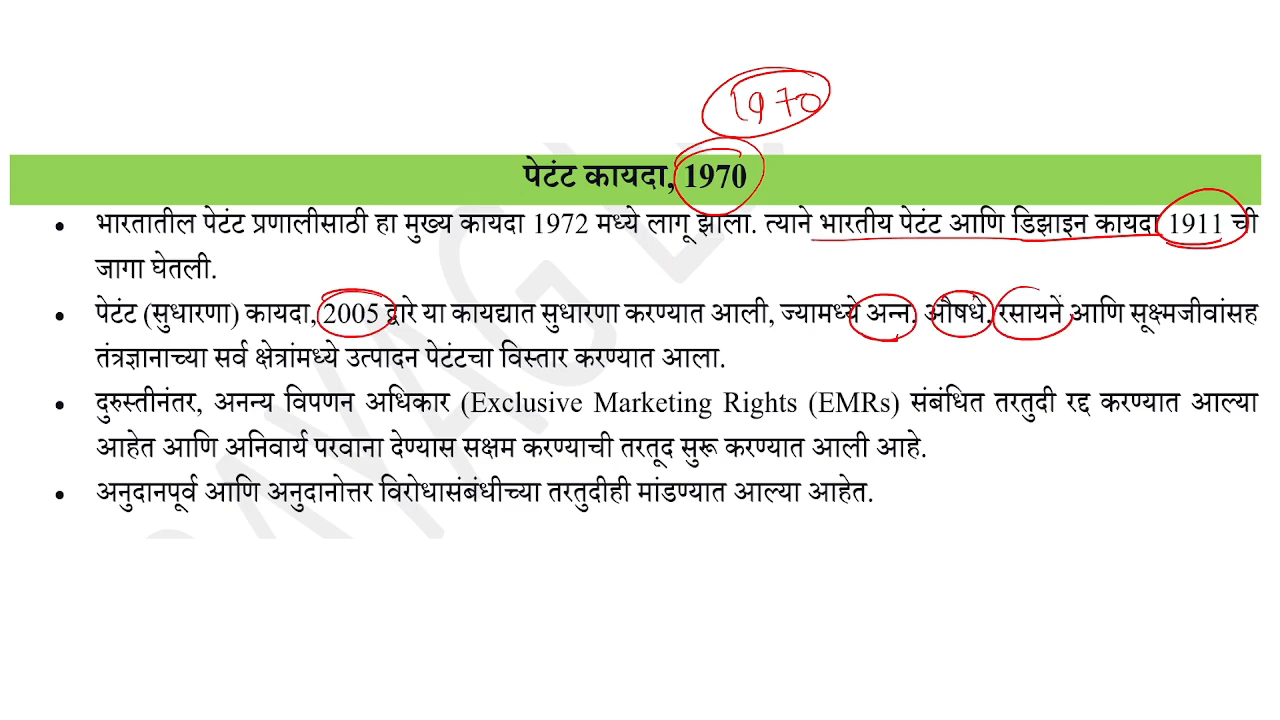 1970
पेटंट कायदा, 1970
• भारतातील पेटंट प्रणालीसाठी हा मुख्य कायदा 1972 मध्ये लागू झाला. त्याने भारतीय पेटंट आणि डिझाइन कायदा 1911 ची
जागा घेतली.
• पेटंट (सुधारणा) कायदा, 2005 द्वारे या कायद्यात सुधारणा करण्यात आली, ज्यामध्ये अन्न, औषधे, रसायनें आणि सूक्ष्मजीवांसह
तंत्रज्ञानाच्या सर्व क्षेत्रांमध्ये उत्पादन पेटंटचा विस्तार करण्यात आला.
• दुरुस्तीनंतर, अनन्य विपणन अधिकार (Exclusive Marketing Rights (EMRs) संबंधित तरतुदी रद्द करण्यात आल्या
आहेत आणि अनिवार्य परवाना देण्यास सक्षम करण्याची तरतूद सुरू करण्यात आली आहे.
• अनुदानपूर्व आणि अनुदानोत्तर विरोधासंबंधीच्या तरतुदीही मांडण्यात आल्या आहेत.